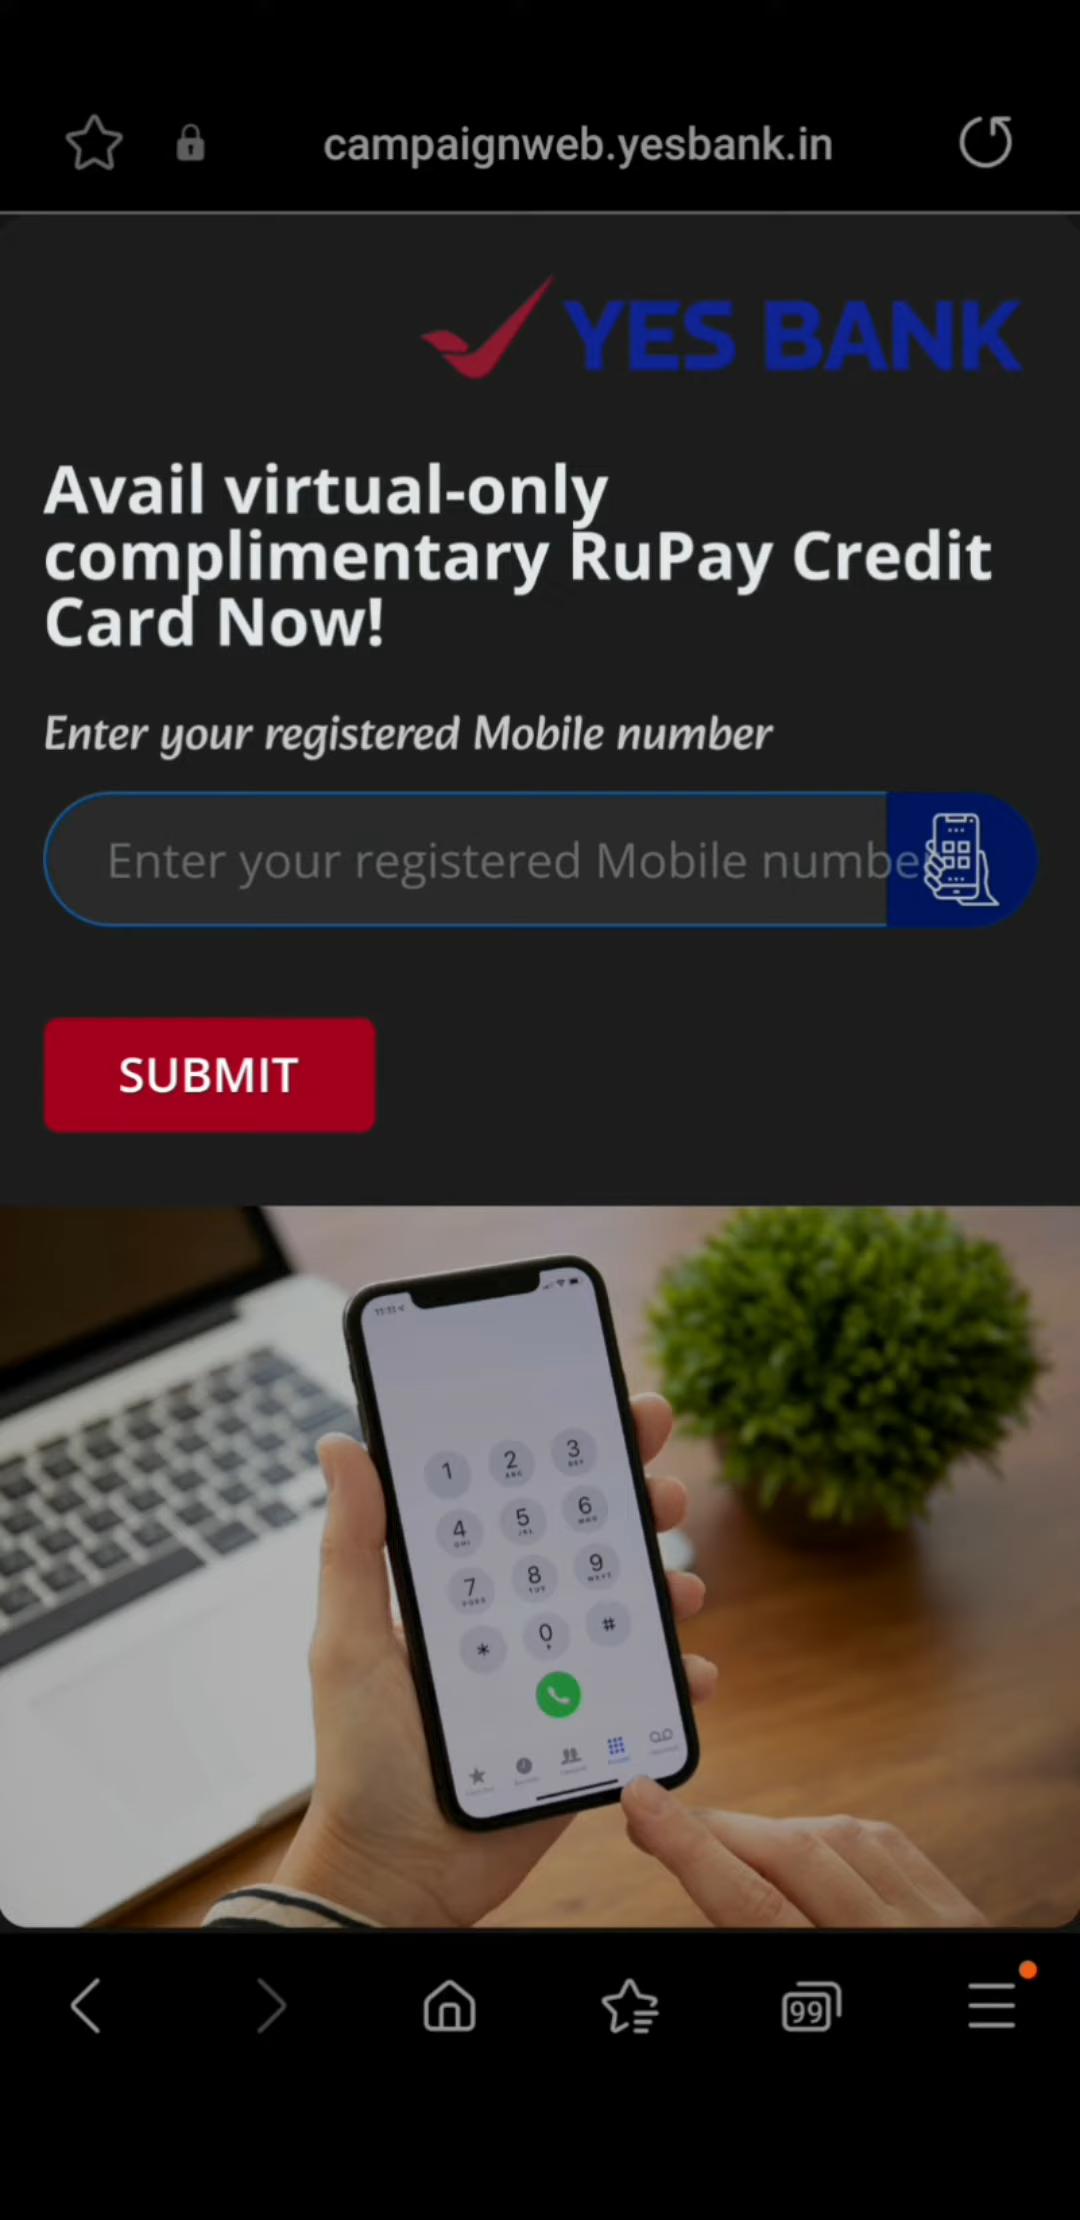 campaignweb.yesbank.in
YES BANK
Avail virtual-only
complimentary RuPay Credit
Card Now!
Enter your registered Mobile number
Enter your registered Mobile numbe
SUBMIT
1 2 3
4 5 6
7 8 9
* 0 #
99